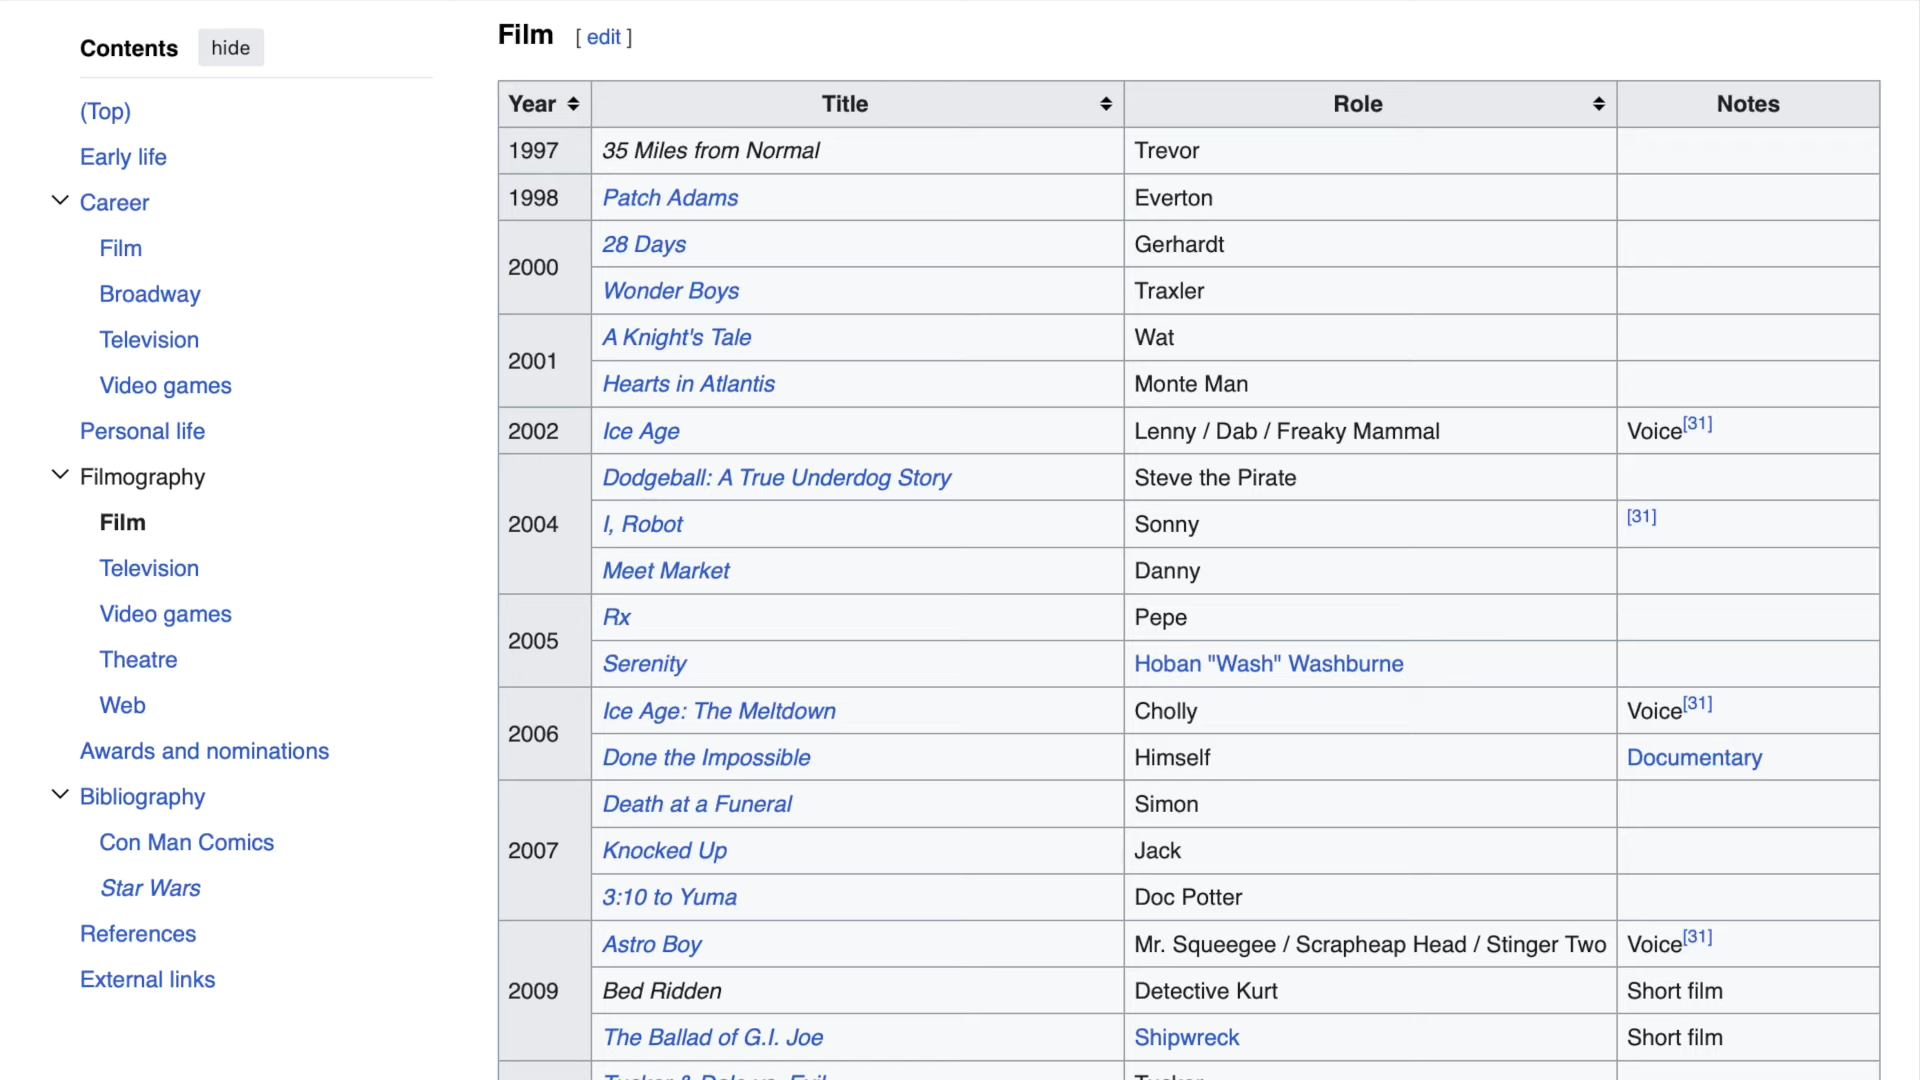 Contents hide
(Top)
Early life
Career
Film
Broadway
Television
Video games
Personal life
Filmography
Film
Television
Video games
Theatre
Web
Awards and nominations
Bibliography
Con Man Comics
Star Wars
References
External links
Film [ edit ]
Year Title Role Notes
1997 35 Miles from Normal Trevor
1998 Patch Adams Everton
2000 28 Days Gerhardt
Wonder Boys Traxler
2001 A Knight's Tale Wat
Hearts in Atlantis Monte Man
2002 Ice Age Lenny / Dab / Freaky Mammal Voice[31]
2004 Dodgeball: A True Underdog Story Steve the Pirate
I, Robot Sonny [31]
Meet Market Danny
2005 Rx Pepe
Serenity Hoban "Wash" Washburne
2006 Ice Age: The Meltdown Cholly Voice[31]
Done the Impossible Himself Documentary
2007 Death at a Funeral Simon
Knocked Up Jack
3:10 to Yuma Doc Potter
2009 Astro Boy Mr. Squeegee / Scrapheap Head / Stinger Two Voice[31]
Bed Ridden Detective Kurt Short film
The Ballad of G.I. Joe Shipwreck Short film
Tucker & Dale vs. Evil Tucker